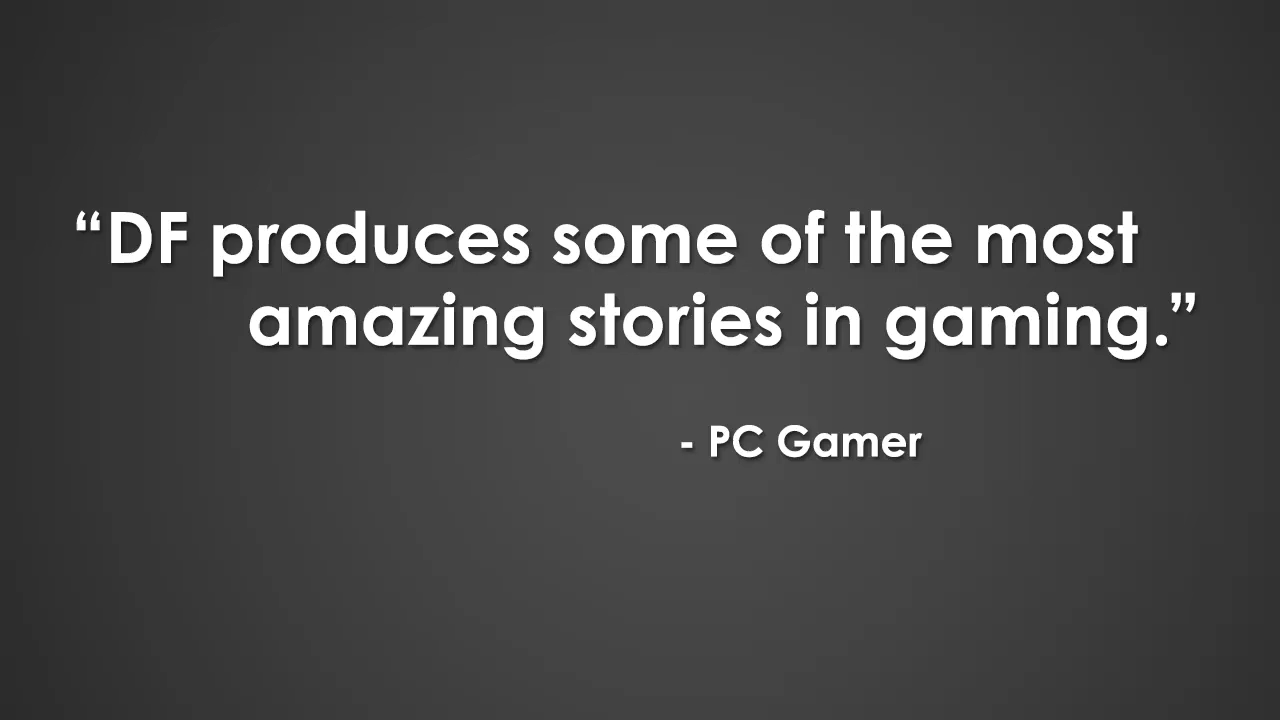 “DF produces some of the most
amazing stories in gaming.”
- PC Gamer